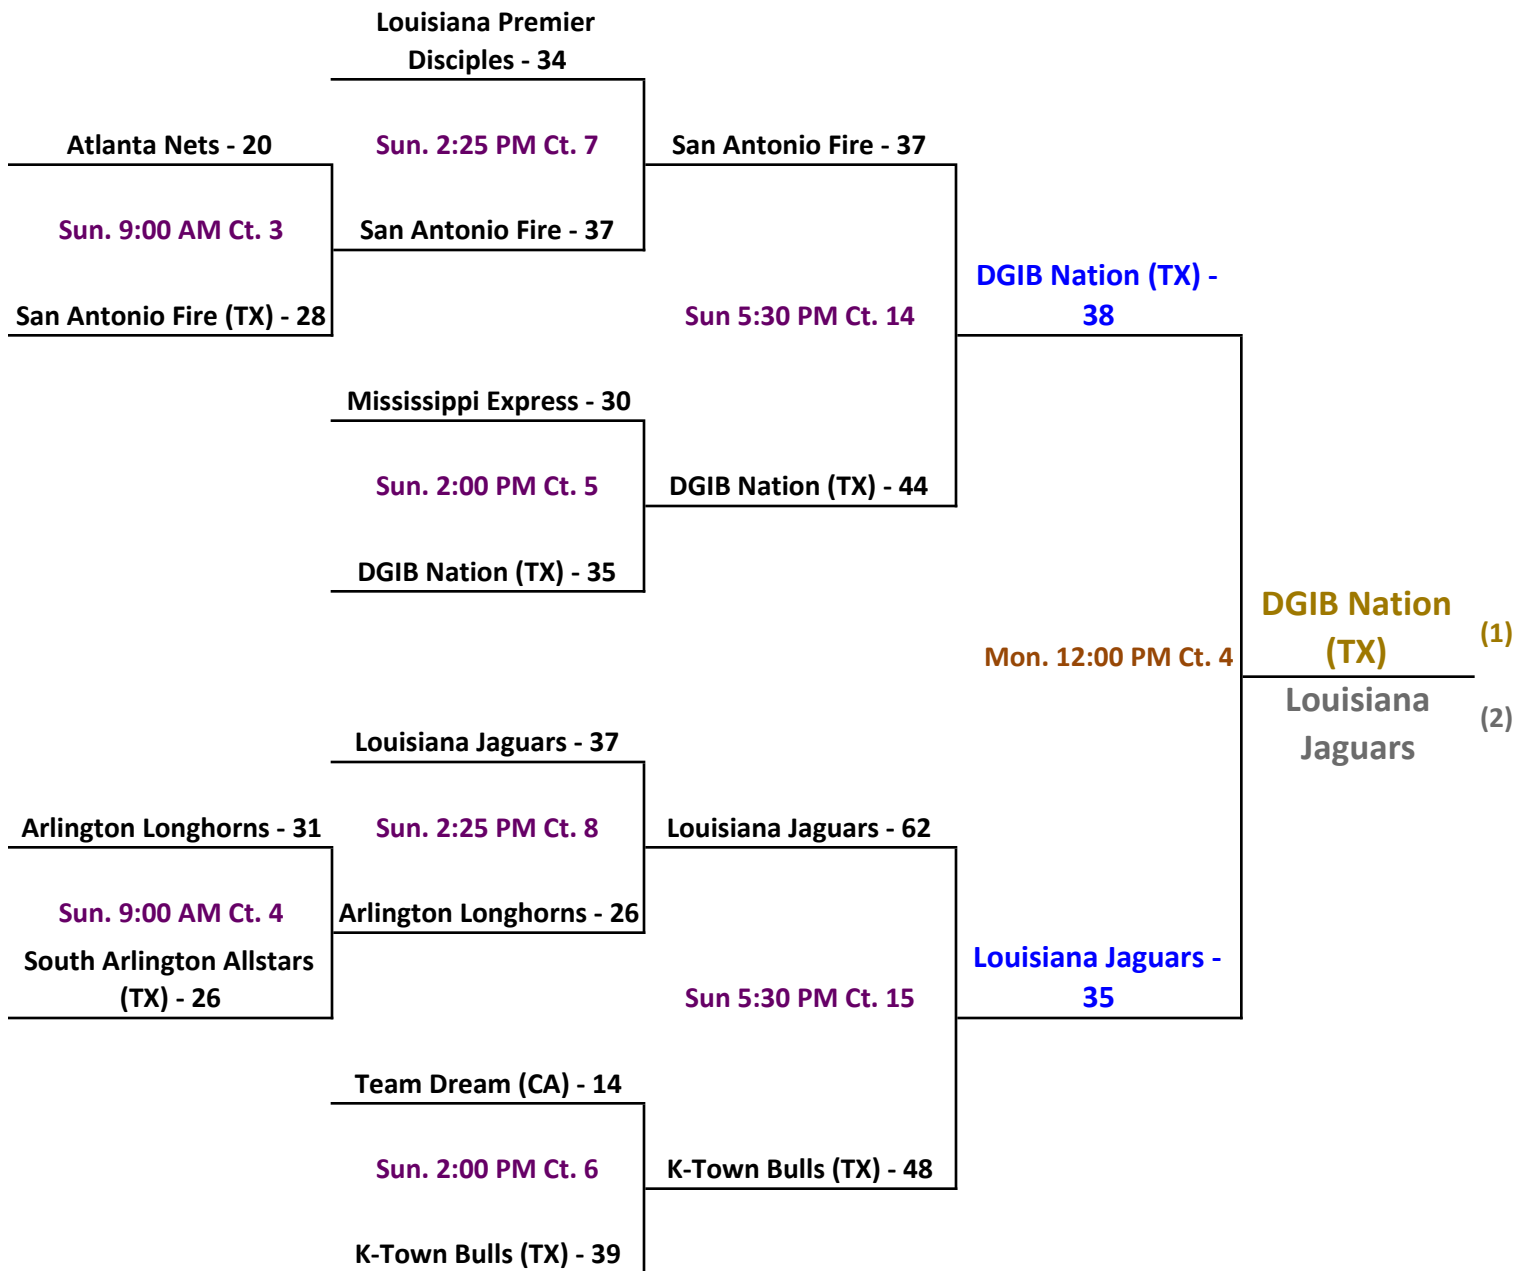 Louisiana Premier
Disciples - 34
Atlanta Nets - 20
Sun. 2:25 PM Ct. 7
San Antonio Fire - 37
Sun. 9:00 AM Ct. 3
San Antonio Fire - 37
DGIB Nation (TX) -
38
San Antonio Fire (TX) - 28
Sun 5:30 PM Ct. 14
Mississippi Express - 30
Sun. 2:00 PM Ct. 5
DGIB Nation (TX) - 44
DGIB Nation (TX) - 35
DGIB Nation
(TX)
(1)
Mon. 12:00 PM Ct. 4
Louisiana
Jaguars
(2)
Louisiana Jaguars - 37
Arlington Longhorns - 31
Sun. 2:25 PM Ct. 8
Louisiana Jaguars - 62
Sun. 9:00 AM Ct. 4
Arlington Longhorns - 26
South Arlington Allstars
(TX) - 26
Louisiana Jaguars -
35
Sun 5:30 PM Ct. 15
Team Dream (CA) - 14
Sun. 2:00 PM Ct. 6
K-Town Bulls (TX) - 48
K-Town Bulls (TX) - 39